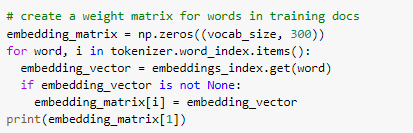 # create a weight matrix for words in training docs
embedding_matrix = np.zeros((vocab_size, 300))
for word, i in tokenizer.word_index.items():
  embedding_vector = embeddings_index.get(word)
  if embedding_vector is not None:
    embedding_matrix[i] = embedding_vector
print(embedding_matrix[1])